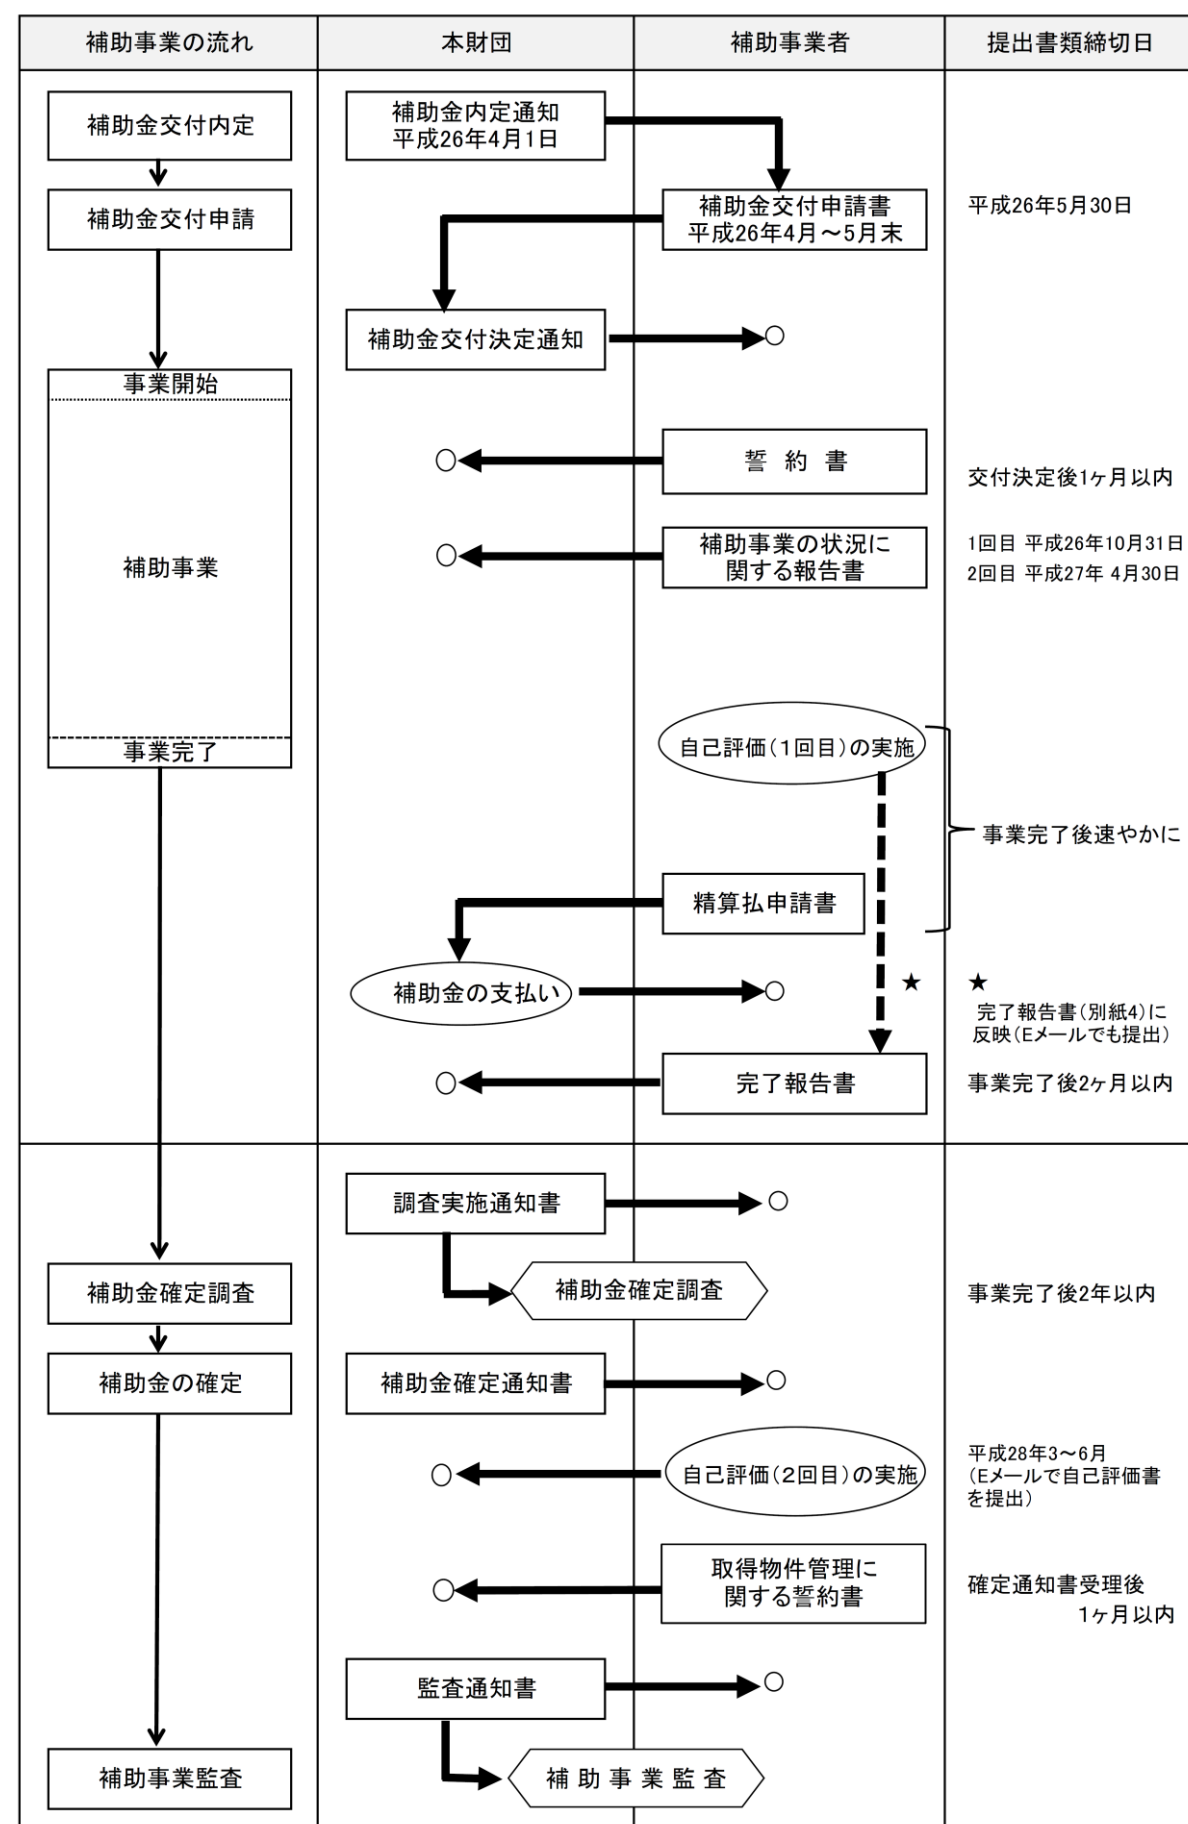 補助事業の流れ
本財団
補助事業者
提出書類締切日
補助金交付内定
補助金内定通知
平成26年4月1日
補助金交付申請
補助金交付申請書
平成26年4月～5月末
平成26年5月30日
補助金交付決定通知
○
事業開始
○
誓 約 書
交付決定後1ヶ月以内
補助事業
○
補助事業の状況に
関する報告書
1回目 平成26年10月31日
2回目 平成27年 4月30日
事業完了
自己評価（1回目）の実施
事業完了後速やかに
精算払申請書
補助金の支払い
○
★
★
完了報告書（別紙4）に
反映（Eメールでも提出）
○
完了報告書
事業完了後2ヶ月以内
調査実施通知書
○
補助金確定調査
補助金確定調査
事業完了後2年以内
補助金の確定
補助金確定通知書
○
○
自己評価（2回目）の実施
平成28年3～6月
（Eメールで自己評価書
を提出）
○
取得物件管理に
関する誓約書
確定通知書受理後
1ヶ月以内
監査通知書
○
補助事業監査
補 助 事 業 監 査